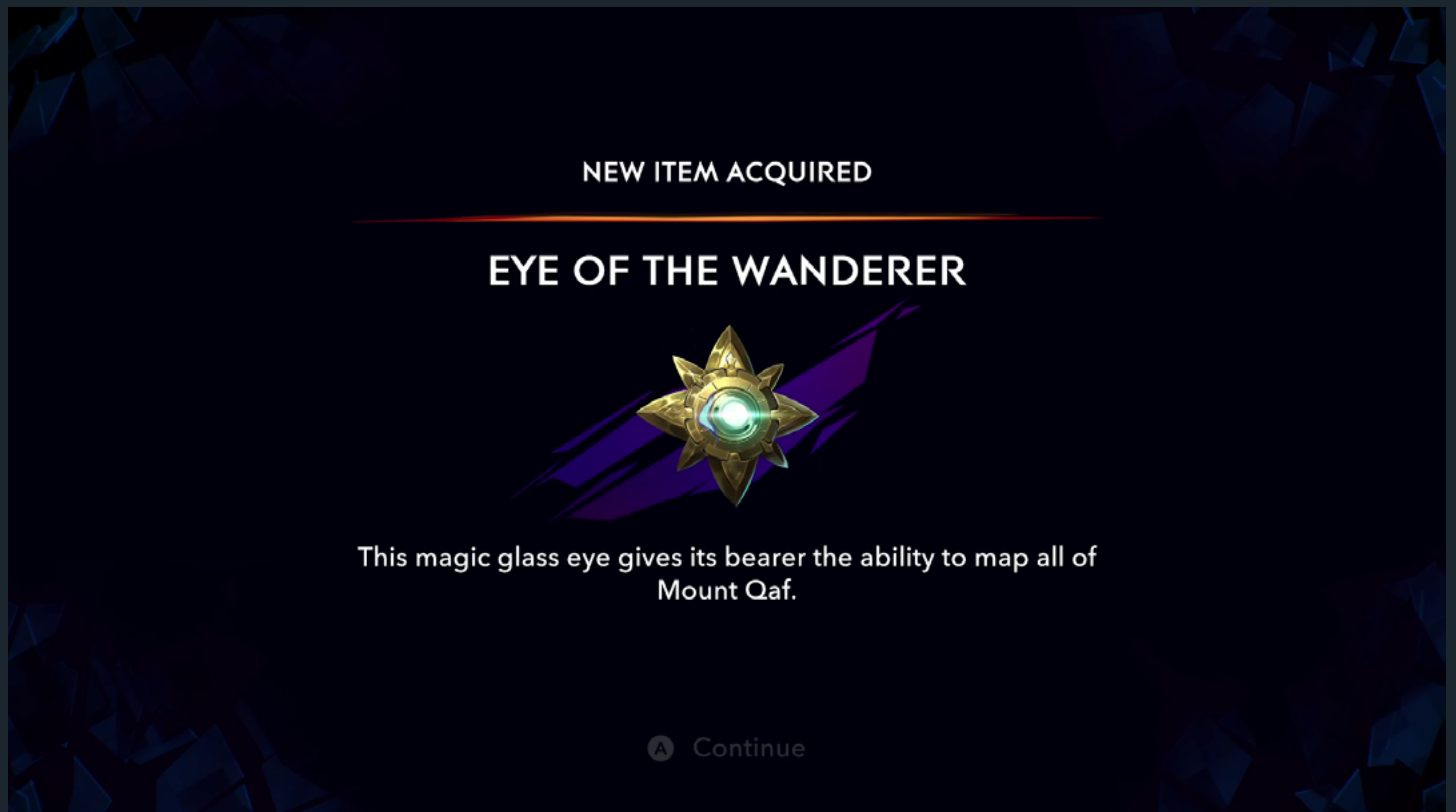 NEW ITEM ACQUIRED
EYE OF THE WANDERER
This magic glass eye gives its bearer the ability to map all of
Mount Qaf.
A Continue